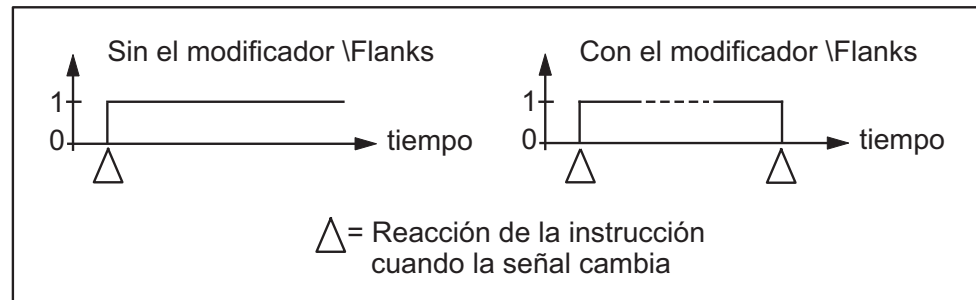 Sin el modificador \Flanks
1
0
tiempo
Con el modificador \Flanks
1
0
tiempo
= Reacción de la instrucción
cuando la señal cambia